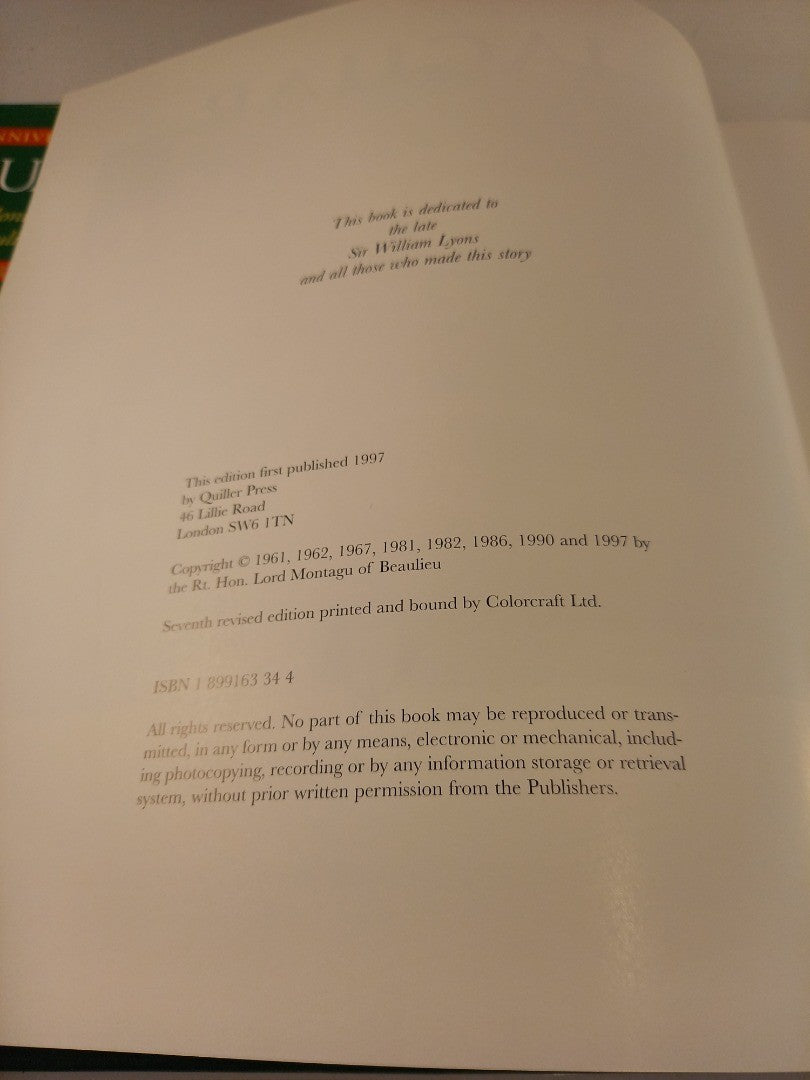 This book is dedicated to
the late
Sir William Lyons
and all those who made this story
This edition first published 1997
by Quiller Press
46 Lillie Road
London SW6 1TN
Copyright © 1961, 1962, 1967, 1981, 1982, 1986, 1990 and 1997 by
the Rt. Hon. Lord Montagu of Beaulieu
Seventh revised edition printed and bound by Colorcraft Ltd.
ISBN 1 899163 34 4
All rights reserved. No part of this book may be reproduced or trans-
mitted, in any form or by any means, electronic or mechanical, includ-
ing photocopying, recording or by any information storage or retrieval
system, without prior written permission from the Publishers.